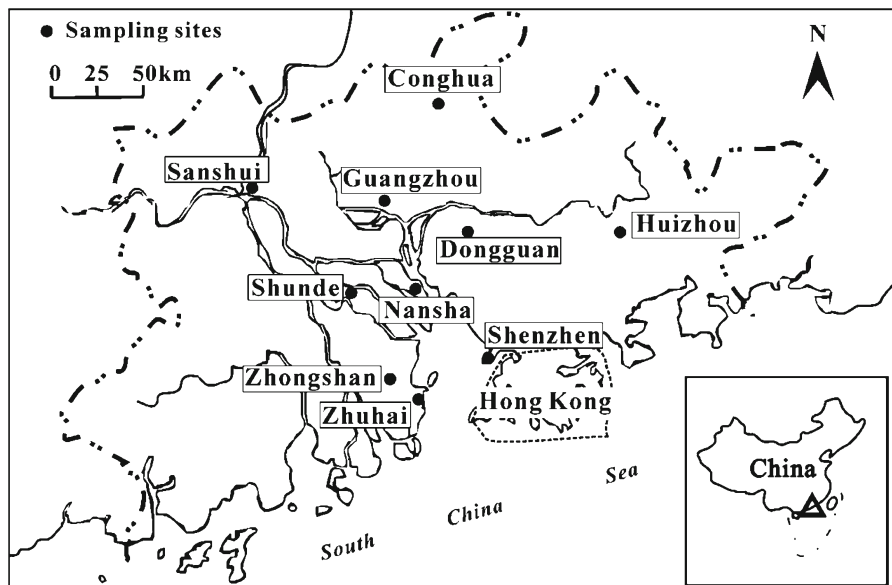 Sampling sites
0 25 50km
N
Conghua
Sanshui
Guangzhou
Huizhou
Dongguan
Shunde
Nansha
Shenzhen
Zhongshan
Hong Kong
Zhuhai
China
South China Sea